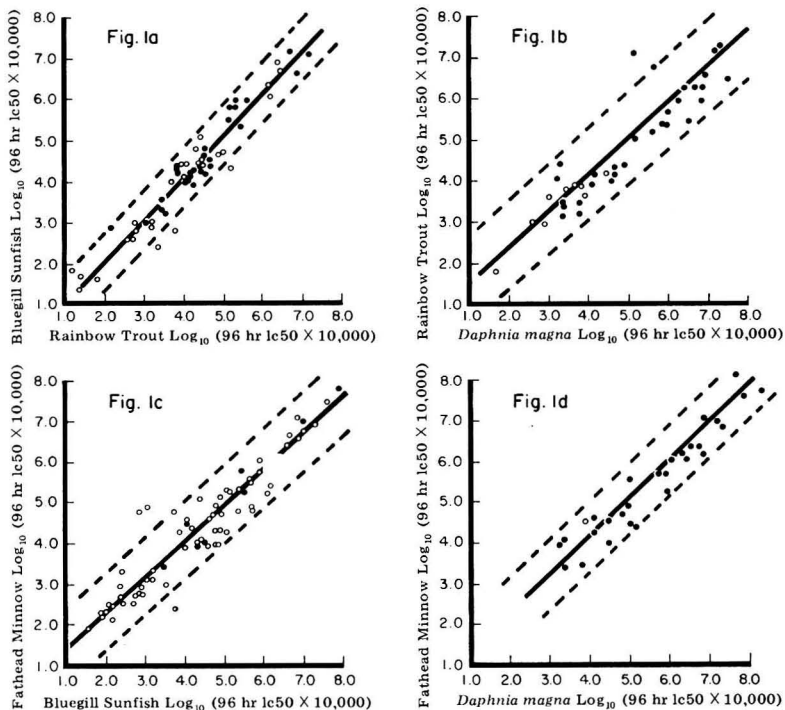 Fig. 1a
8.0
7.0
6.0
5.0
4.0
3.0
2.0
1.0
1.0 2.0 3.0 4.0 5.0 6.0 7.0 8.0
Bluegill Sunfish Log10 (96 hr lc50 X 10,000)
Rainbow Trout Log10 (96 hr lc50 X 10,000)
Fig. 1b
8.0
7.0
6.0
5.0
4.0
3.0
2.0
1.0
1.0 2.0 3.0 4.0 5.0 6.0 7.0 8.0
Rainbow Trout Log10 (96 hr lc50 X 10,000)
Daphnia magna Log10 (96 hr lc50 X 10,000)
Fig. 1c
8.0
7.0
6.0
5.0
4.0
3.0
2.0
1.0
1.0 2.0 3.0 4.0 5.0 6.0 7.0 8.0
Fathead Minnow Log10 (96 hr lc50 X 10,000)
Bluegill Sunfish Log10 (96 hr lc50 X 10,000)
Fig. 1d
8.0
7.0
6.0
5.0
4.0
3.0
2.0
1.0
1.0 2.0 3.0 4.0 5.0 6.0 7.0 8.0
Fathead Minnow Log10 (96 hr lc50 X 10,000)
Daphnia magna Log10 (96 hr lc50 X 10,000)